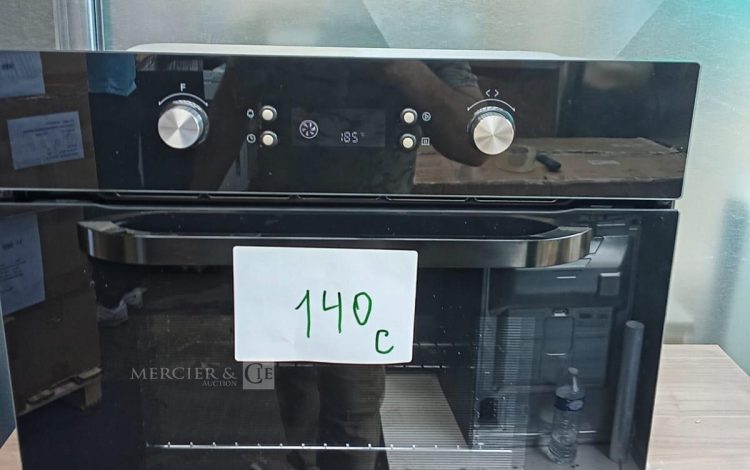 F
< >
185°
140
C
MERCIER & CIE
AUCTION